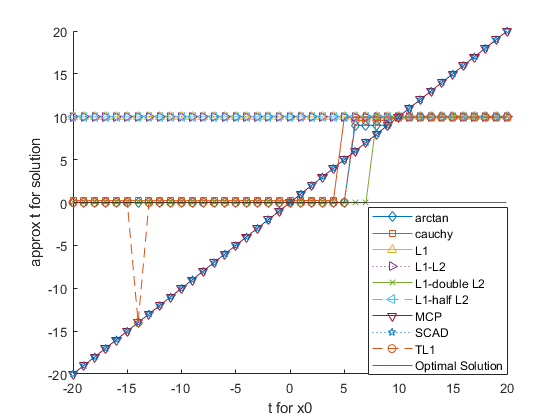 approx t for solution
20
15
10
5
0
-5
-10
-15
-20
-20
-15
-10
-5
0
5
10
15
20
t for x0
arctan
cauchy
L1
L1-L2
L1-double L2
L1-half L2
MCP
SCAD
TL1
Optimal Solution